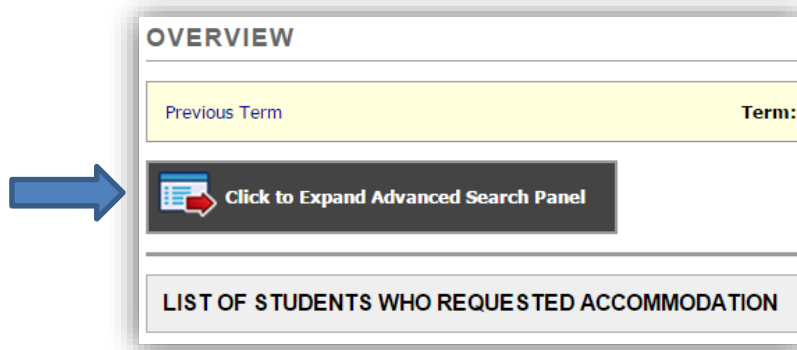 OVERVIEW
Previous Term Term:
Click to Expand Advanced Search Panel
LIST OF STUDENTS WHO REQUESTED ACCOMMODATION